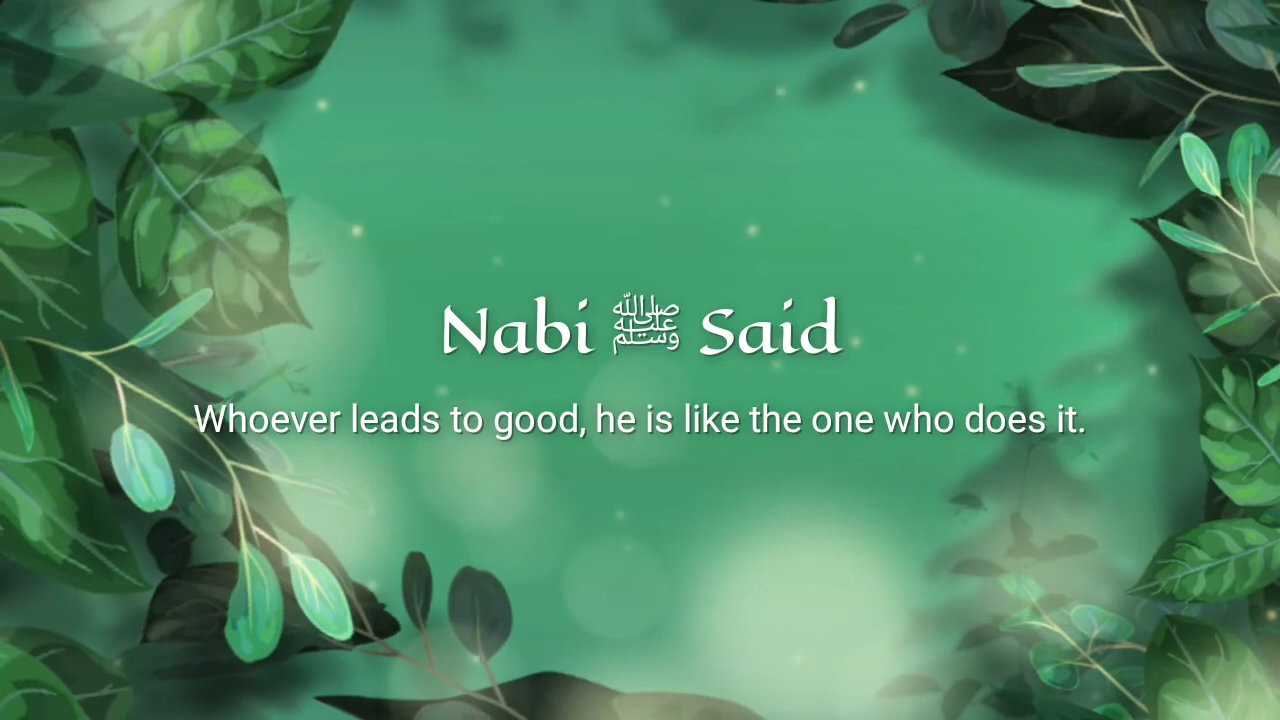 Nabi ﷺ Said
Whoever leads to good, he is like the one who does it.